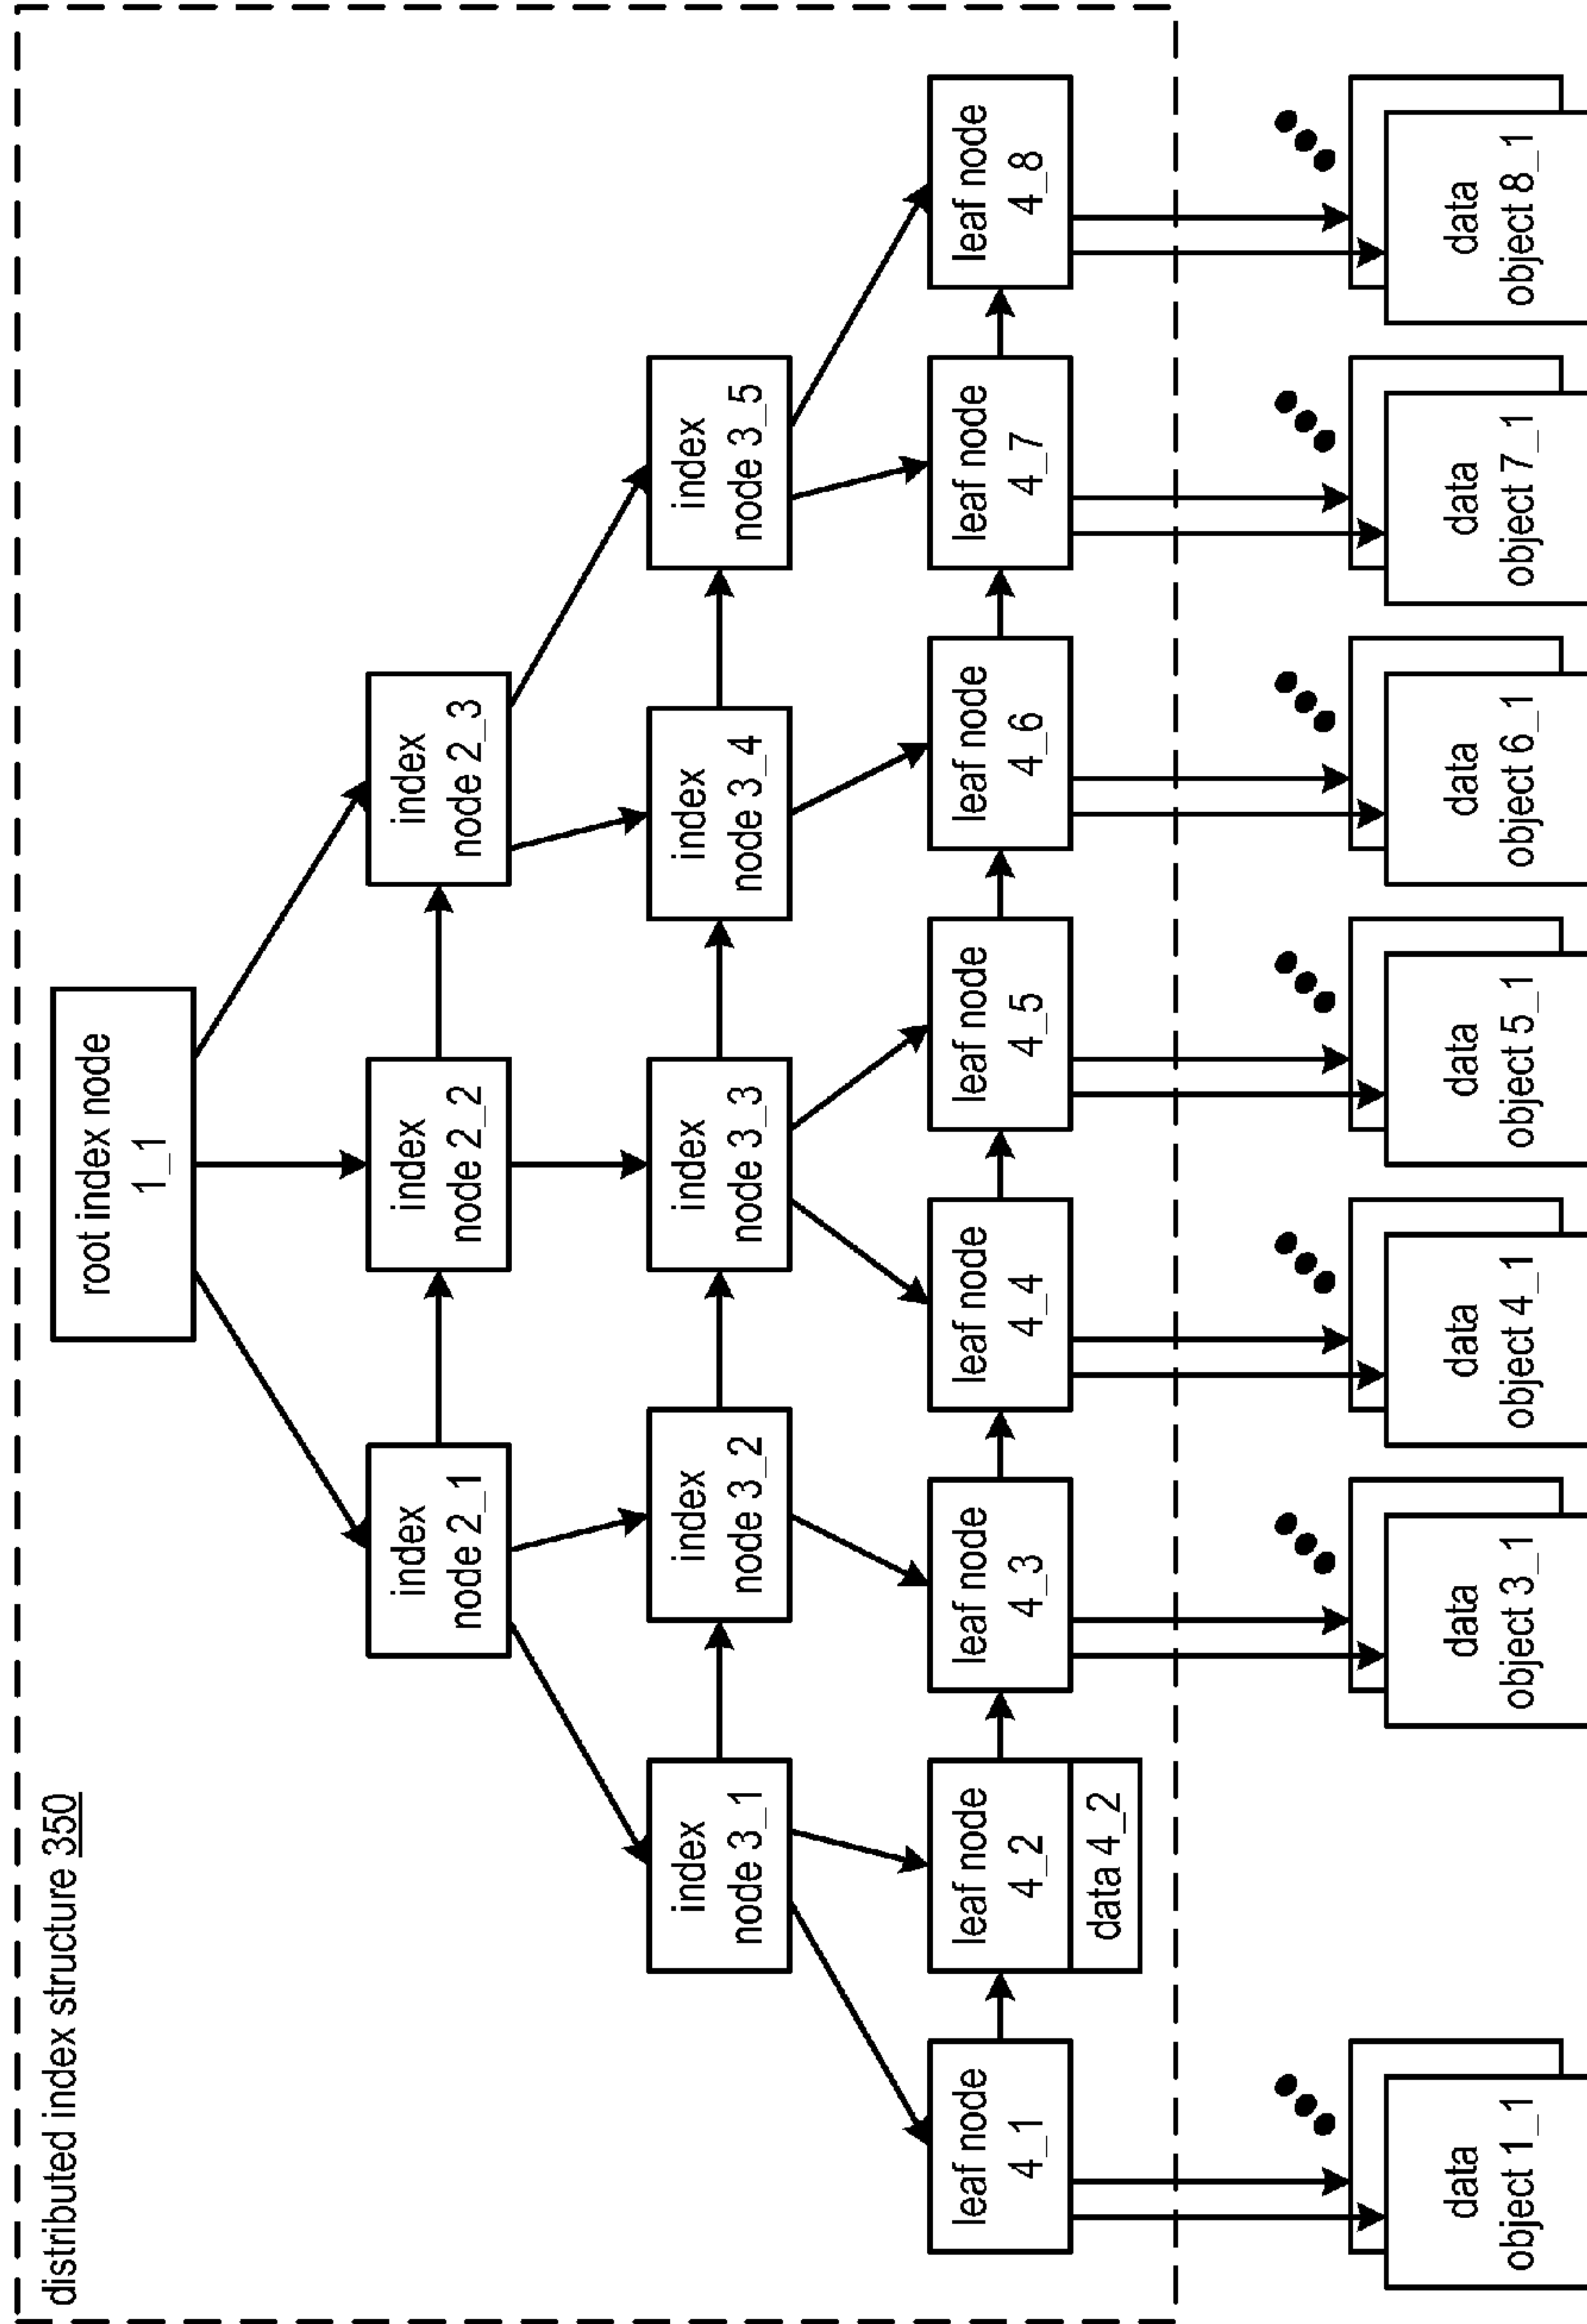 distributed index structure 350
root index node
1_1
index
node 2_1
index
node 2_2
index
node 2_3
index
node 3_1
index
node 3_2
index
node 3_3
index
node 3_4
index
node 3_5
leaf node
4_1
leaf node
4_2
data 4_2
leaf node
4_3
leaf node
4_4
leaf node
4_5
leaf node
4_6
leaf node
4_7
leaf node
4_8
data
object 1_1
data
object 3_1
data
object 4_1
data
object 5_1
data
object 6_1
data
object 7_1
data
object 8_1